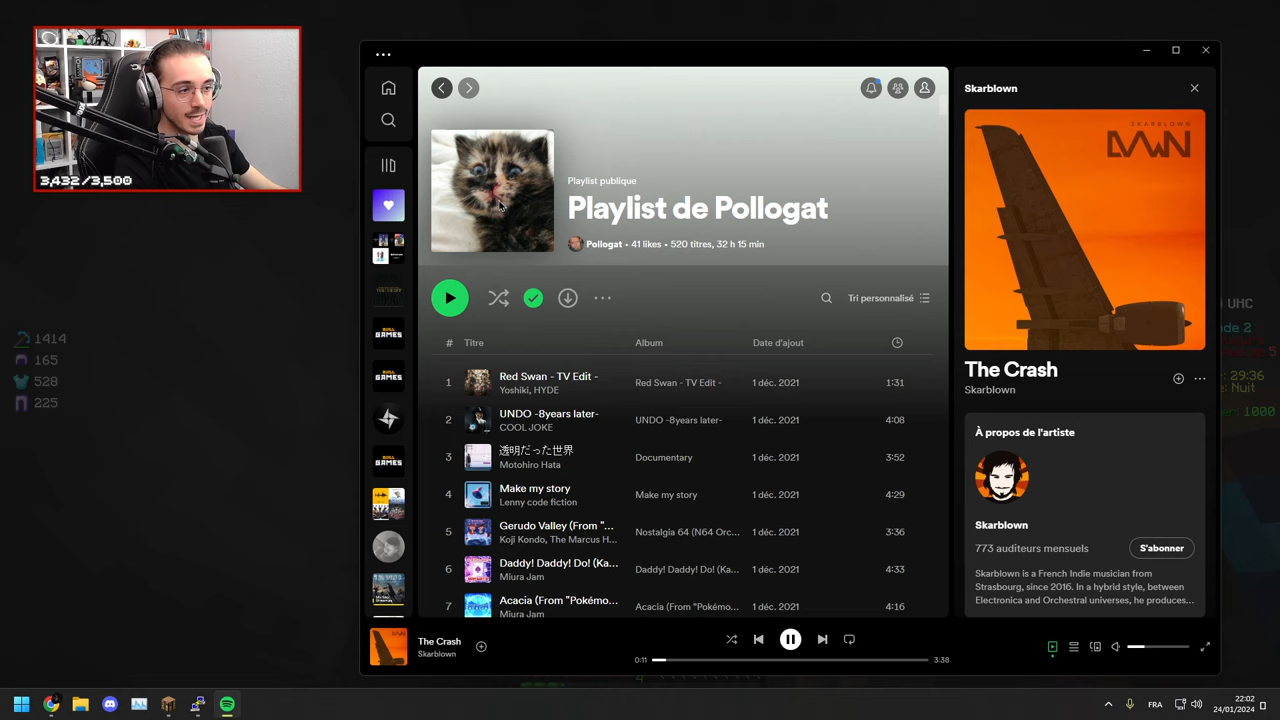 3,432/3,500
1414
165
528
225
Playlist publique
Playlist de Pollogat
Pollogat • 41 likes • 520 titres, 32 h 15 min
Tri personnalisé
# Titre Album Date d'ajout
1 Red Swan - TV Edit - Red Swan - TV Edit - 1 déc. 2021 1:31
Yoshiki, HYDE
2 UNDO -8years later- UNDO -8years later- 1 déc. 2021 4:08
COOL JOKE
3 透明だった世界 Documentary 1 déc. 2021 3:52
Motohiro Hata
4 Make my story Make my story 1 déc. 2021 4:29
Lenny code fiction
5 Gerudo Valley (From "... Nostalgia 64 (N64 Orc... 1 déc. 2021 3:36
Koji Kondo, The Marcus H...
6 Daddy! Daddy! Do! (Ka... Daddy! Daddy! Do! (Ka... 1 déc. 2021 4:33
Miura Jam
7 Acacia (From "Pokémo... Acacia (From "Pokémo... 1 déc. 2021 4:16
Miura Jam
Skarblown
SKARBLOWN
DAWN
The Crash
Skarblown
À propos de l'artiste
Skarblown
773 auditeurs mensuels
S'abonner
Skarblown is a French Indie musician from
Strasbourg, since 2016. In a hybrid style, between
Electronica and Orchestral universes, he produces...
UHC
29:36
Nuit
1000
The Crash
Skarblown
0:11
3:38
FRA
22:02
24/01/2024